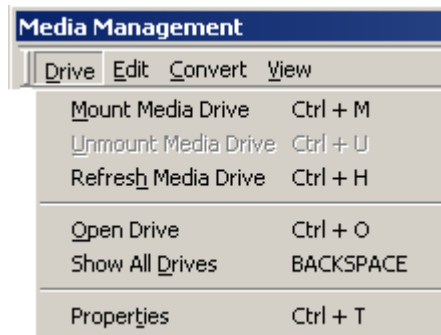 Media Management
Drive Edit Convert View
Mount Media Drive Ctrl + M
Unmount Media Drive Ctrl + U
Refresh Media Drive Ctrl + H
Open Drive Ctrl + O
Show All Drives BACKSPACE
Properties Ctrl + T